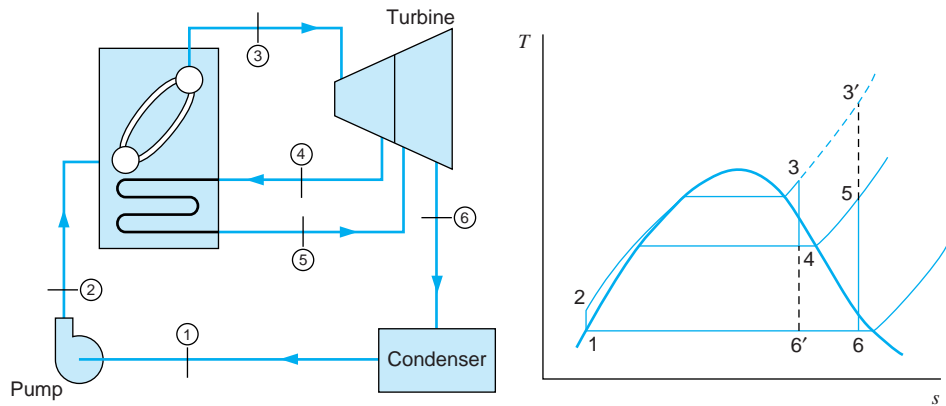 Turbine
③
④
⑤
⑥
②
①
Condenser
Pump
T
3′
3
5
4
2
1
6′
6
s